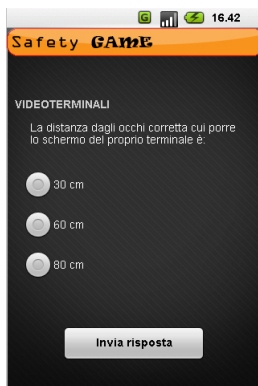 G 16.42
Safety GAME
VIDEOTERMINALI
La distanza dagli occhi corretta cui porre
lo schermo del proprio terminale è:
30 cm
60 cm
80 cm
Invia risposta